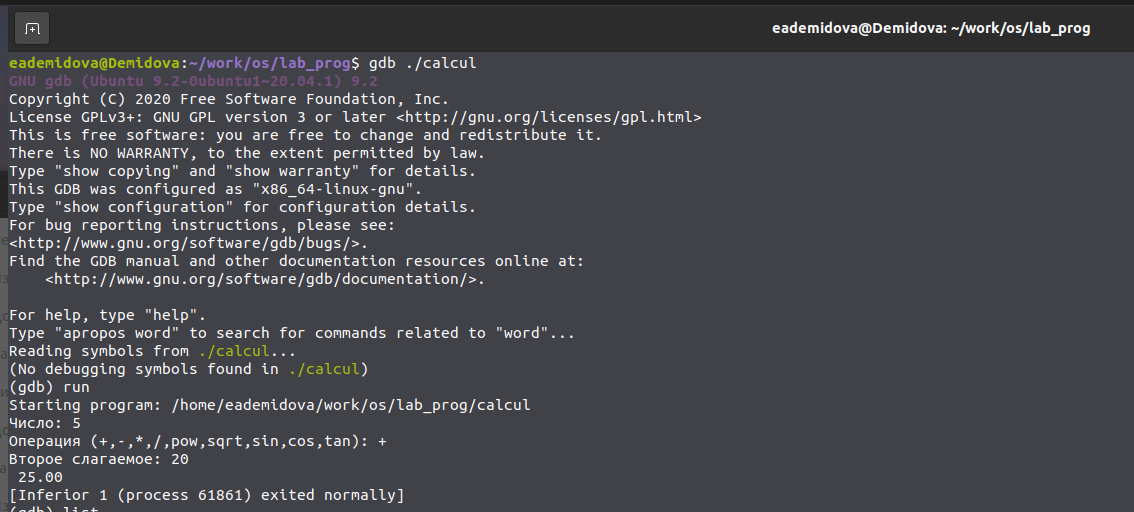 eademidova@Demidova: ~/work/os/lab_prog
eademidova@Demidova:~/work/os/lab_prog$ gdb ./calcul
GNU gdb (Ubuntu 9.2-0ubuntu1~20.04.1) 9.2
Copyright (C) 2020 Free Software Foundation, Inc.
License GPLv3+: GNU GPL version 3 or later <http://gnu.org/licenses/gpl.html>
This is free software: you are free to change and redistribute it.
There is NO WARRANTY, to the extent permitted by law.
Type "show copying" and "show warranty" for details.
This GDB was configured as "x86_64-linux-gnu".
Type "show configuration" for configuration details.
For bug reporting instructions, please see:
<http://www.gnu.org/software/gdb/bugs/>.
Find the GDB manual and other documentation resources online at:
    <http://www.gnu.org/software/gdb/documentation/>.
For help, type "help".
Type "apropos word" to search for commands related to "word"...
Reading symbols from ./calcul...
(No debugging symbols found in ./calcul)
(gdb) run
Starting program: /home/eademidova/work/os/lab_prog/calcul
Число: 5
Операция (+,-,*,/,pow,sqrt,sin,cos,tan): +
Второе слагаемое: 20
 25.00
[Inferior 1 (process 61861) exited normally]
(gdb) list